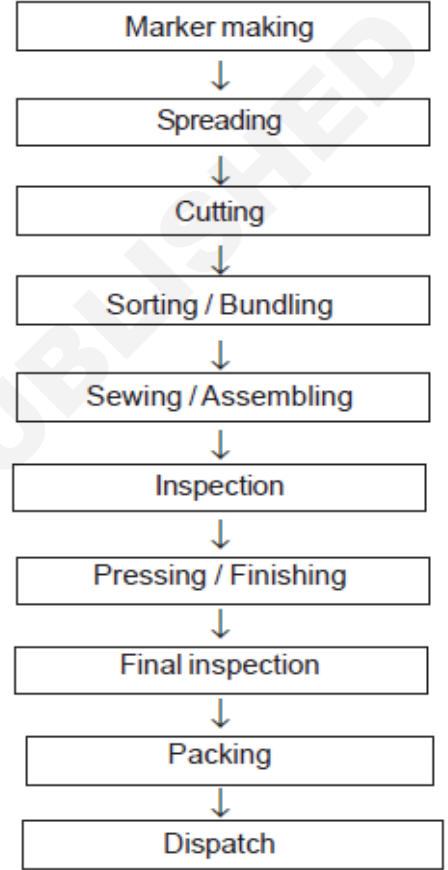 Marker making
↓
Spreading
↓
Cutting
↓
Sorting / Bundling
↓
Sewing / Assembling
↓
Inspection
↓
Pressing / Finishing
↓
Final inspection
↓
Packing
↓
Dispatch